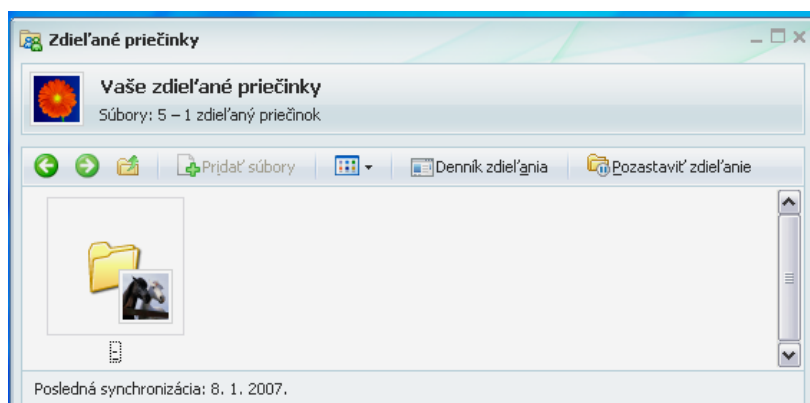 Zdieľané priečinky
Vaše zdieľané priečinky
Súbory: 5 – 1 zdieľaný priečinok
Pridať súbory Denník zdieľania Pozastaviť zdieľanie
-
Posledná synchronizácia: 8. 1. 2007.